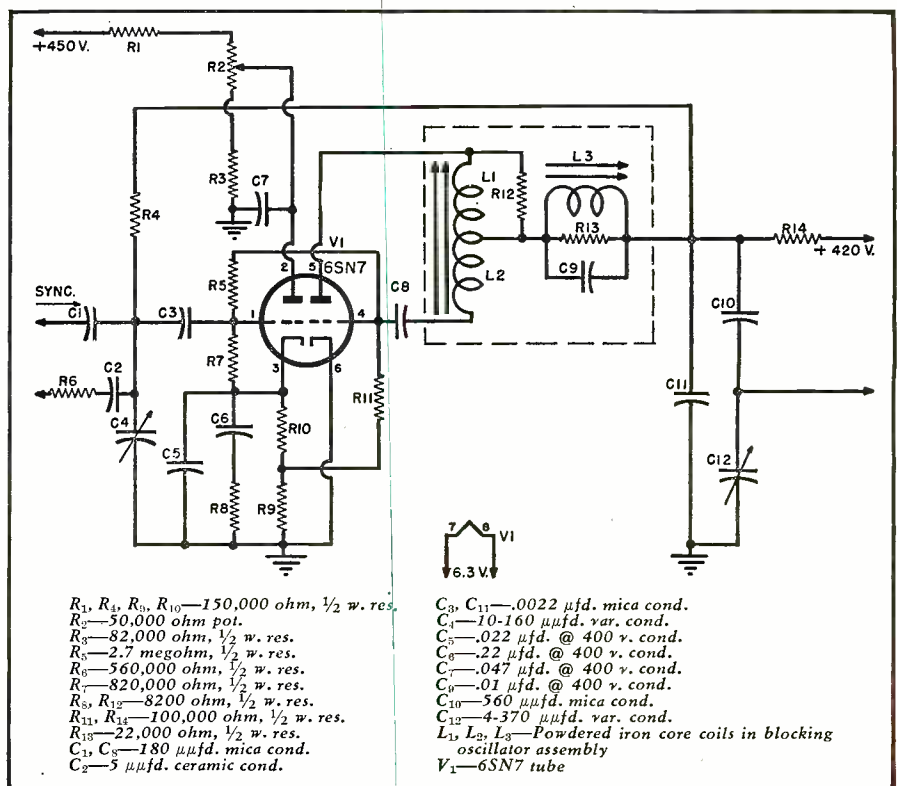 +450 V.
R1
R2
R3
C7
R4
V1
6SN7
2
5
L1
R12
L2
L3
R13
C9
R14
+ 420 V.
SYNC.
C1
C3
R5
1
4
C8
R7
3
6
R6
C2
C4
C5
C6
R10
R11
R8
R9
C10
C11
C12
7
8
V1
6.3 V.
R1, R4, R9, R10—150,000 ohm, 1/2 w. res.
R2—50,000 ohm pot.
R3—82,000 ohm, 1/2 w. res.
R5—2.7 megohm, 1/2 w. res.
R6—560,000 ohm, 1/2 w. res.
R7—820,000 ohm, 1/2 w. res.
R8, R12—8200 ohm, 1/2 w. res.
R11, R14—100,000 ohm, 1/2 w. res.
R13—22,000 ohm, 1/2 w. res.
C1, C8—180 μμfd. mica cond.
C2—5 μμfd. ceramic cond.
C3, C11—.0022 μfd. mica cond.
C4—10-160 μμfd. var. cond.
C5—.022 μfd. @ 400 v. cond.
C6—.22 μfd. @ 400 v. cond.
C7—.047 μfd. @ 400 v. cond.
C9—.01 μfd. @ 400 v. cond.
C10—560 μμfd. mica cond.
C12—4-370 μμfd. var. cond.
L1, L2, L3—Powdered iron core coils in blocking
oscillator assembly
V1—6SN7 tube